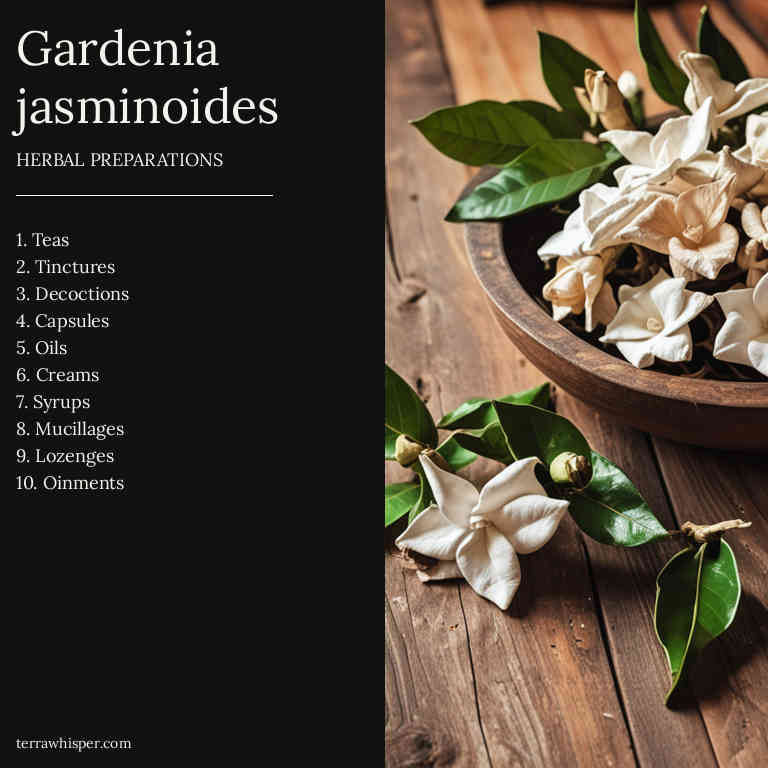 Gardenia
jasminoides
HERBAL PREPARATIONS
1. Teas
2. Tinctures
3. Decoctions
4. Capsules
5. Oils
6. Creams
7. Syrups
8. Mucillages
9. Lozenges
10. Oinments
terrawhisper.com